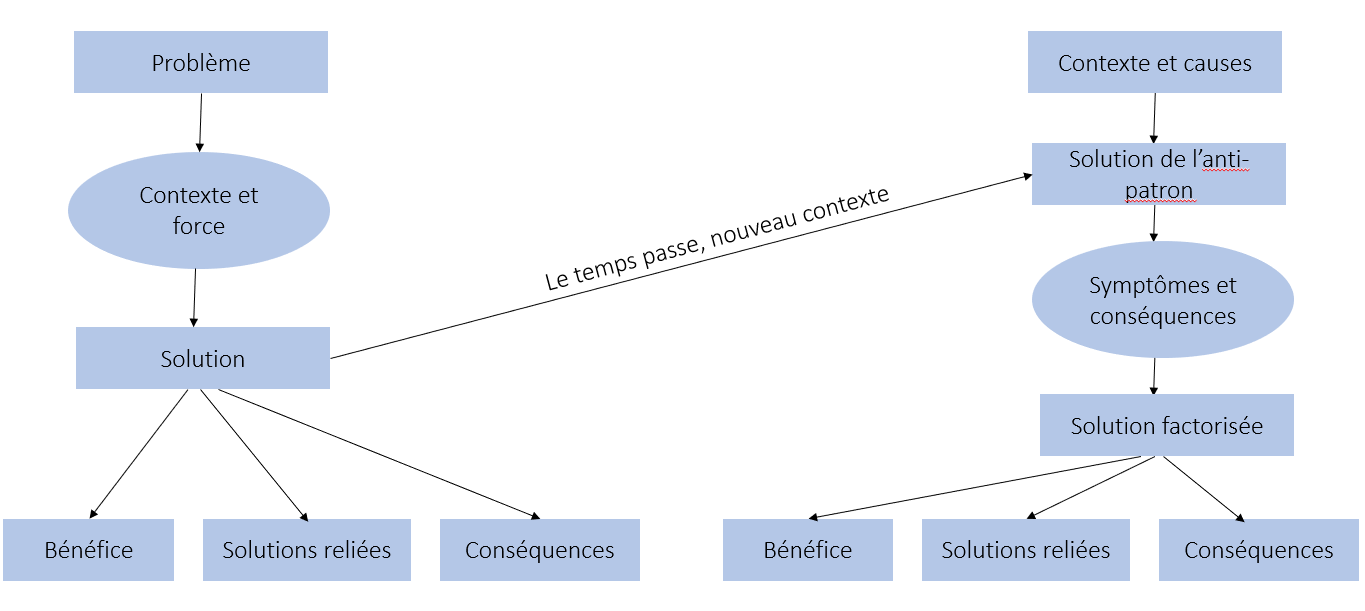 Problème
Contexte et
force
Solution
Bénéfice
Solutions reliées
Conséquences
Le temps passe, nouveau contexte
Contexte et causes
Solution de l’anti-
patron
Symptômes et
conséquences
Solution factorisée
Bénéfice
Solutions reliées
Conséquences